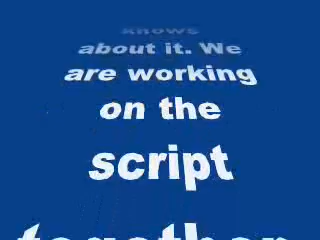 knows
about it. We
are working
on the
script
together